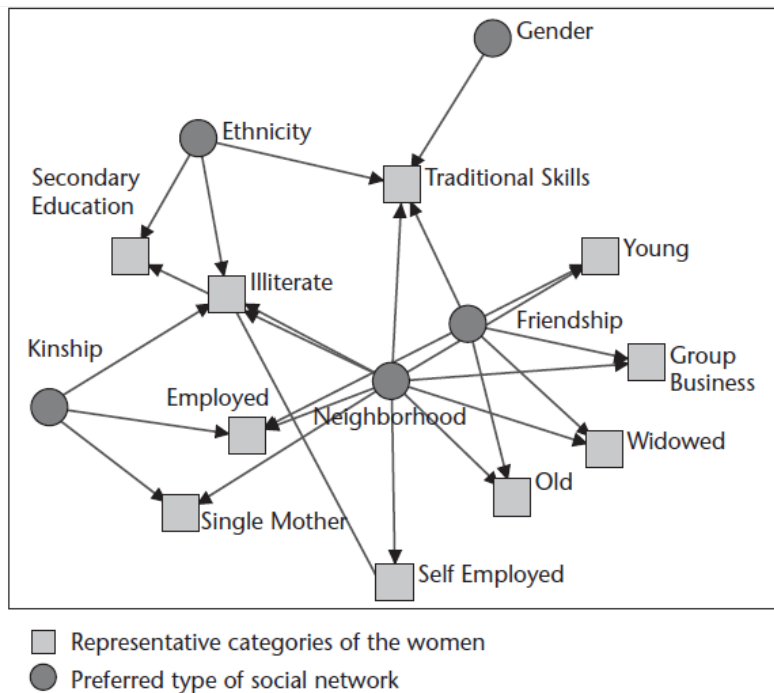 Gender
Ethnicity
Traditional Skills
Secondary
Education
Young
Illiterate
Friendship
Kinship
Group
Business
Employed
Neighborhood
Widowed
Old
Single Mother
Self Employed
Representative categories of the women
Preferred type of social network